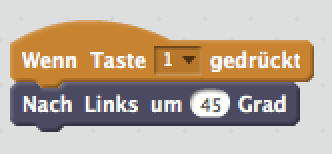 Wenn Taste 1 gedrückt
Nach Links um 45 Grad